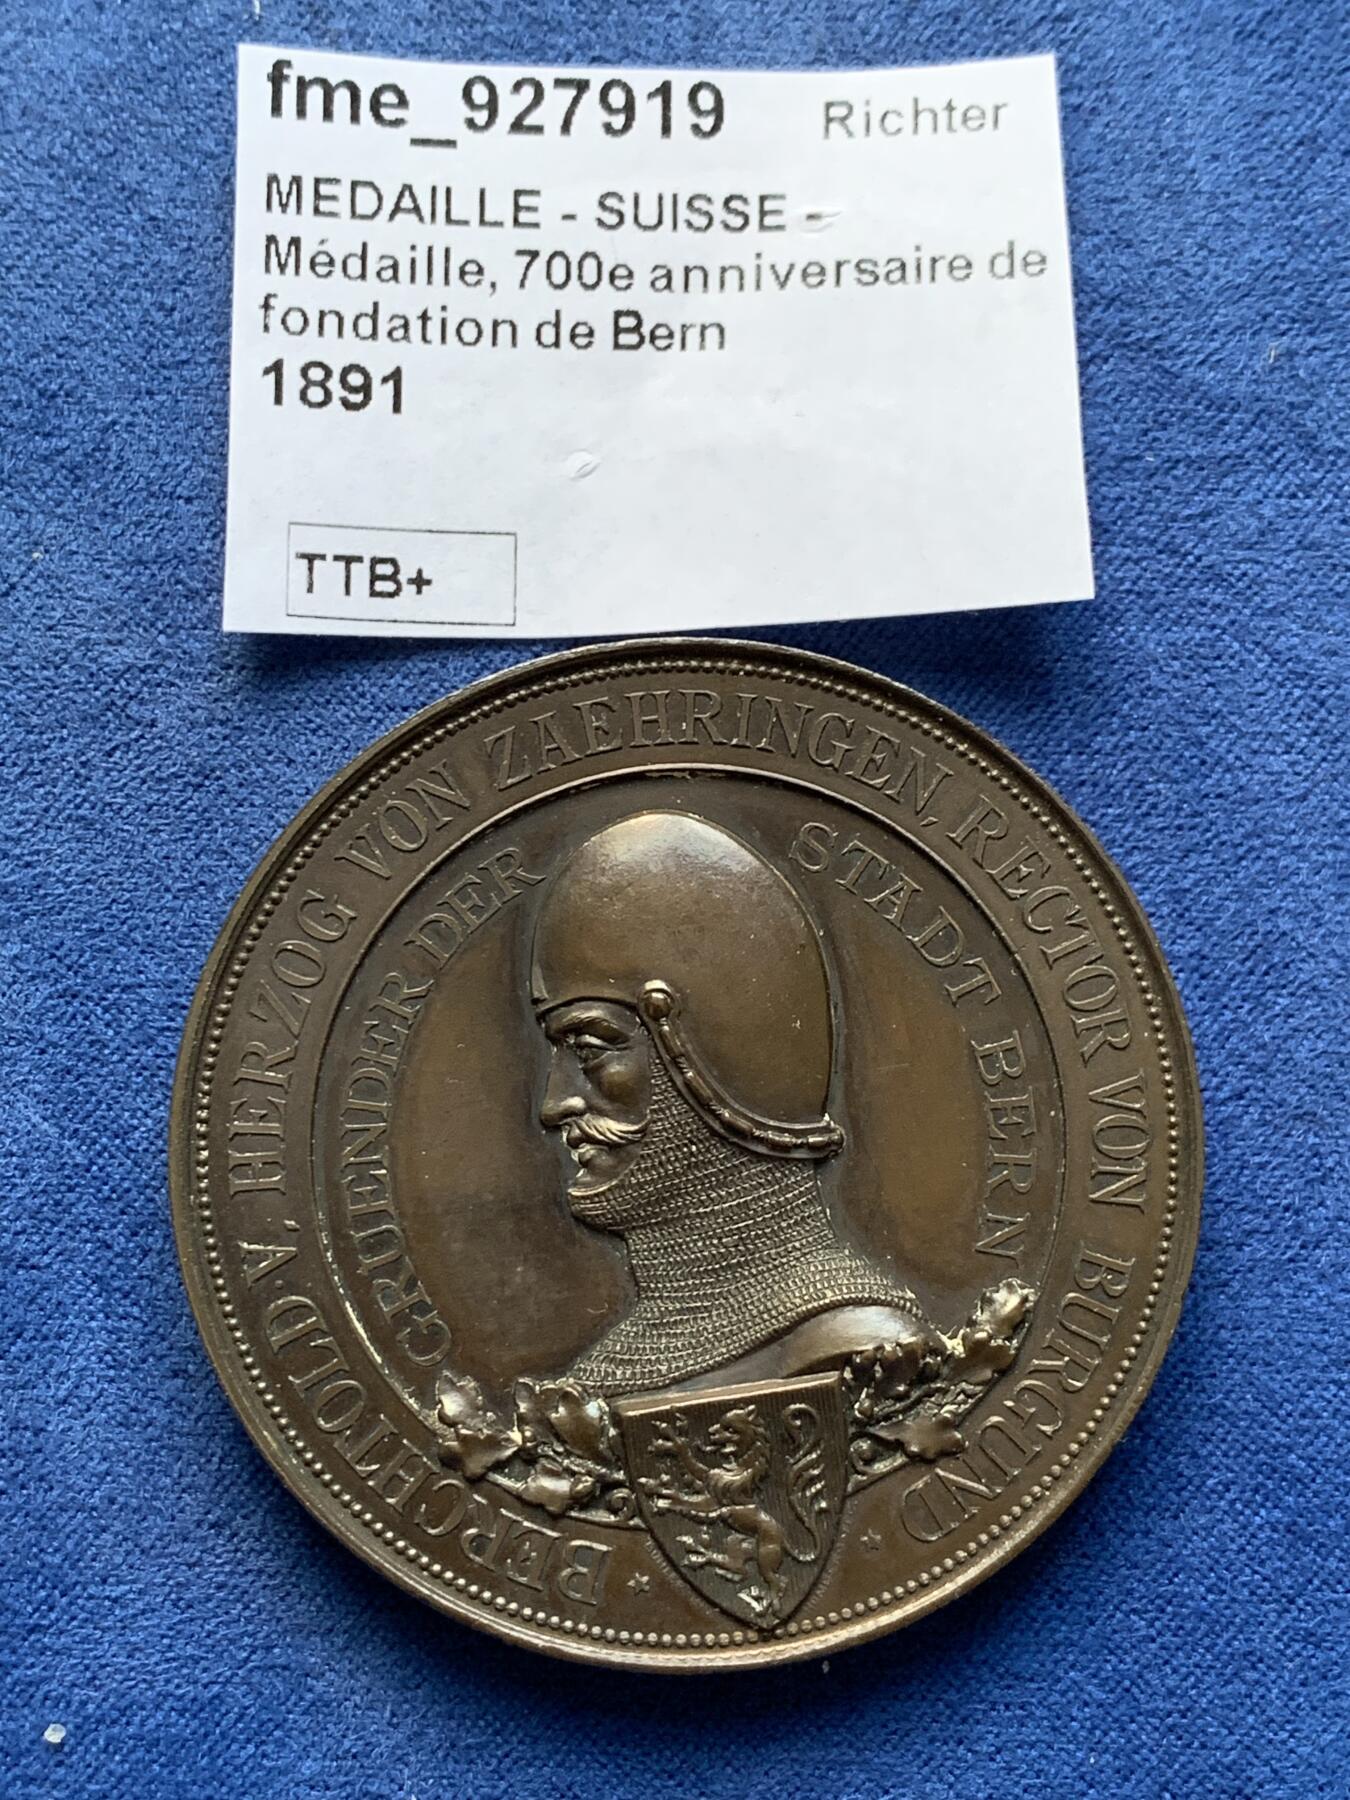 fme_927919 Richter
MEDAILLE - SUISSE -
Médaille, 700e anniversaire de
fondation de Bern
1891
TTB+
BERCHTOLD·V. HERZOG VON ZAEHRINGEN, RECTOR VON BURGUND
GRUENDER DER STADT BERN